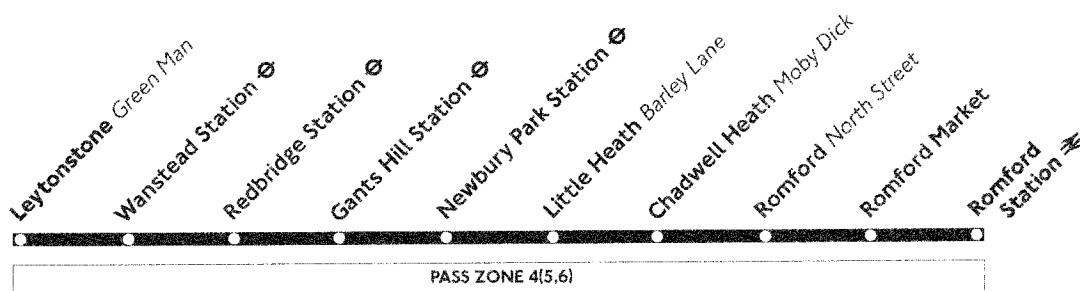 Leytonstone Green Man
Wanstead Station
Redbridge Station
Gants Hill Station
Newbury Park Station
Little Heath Barley Lane
Chadwell Heath Moby Dick
Romford North Street
Romford Market
Romford
Station
PASS ZONE 4(5,6)